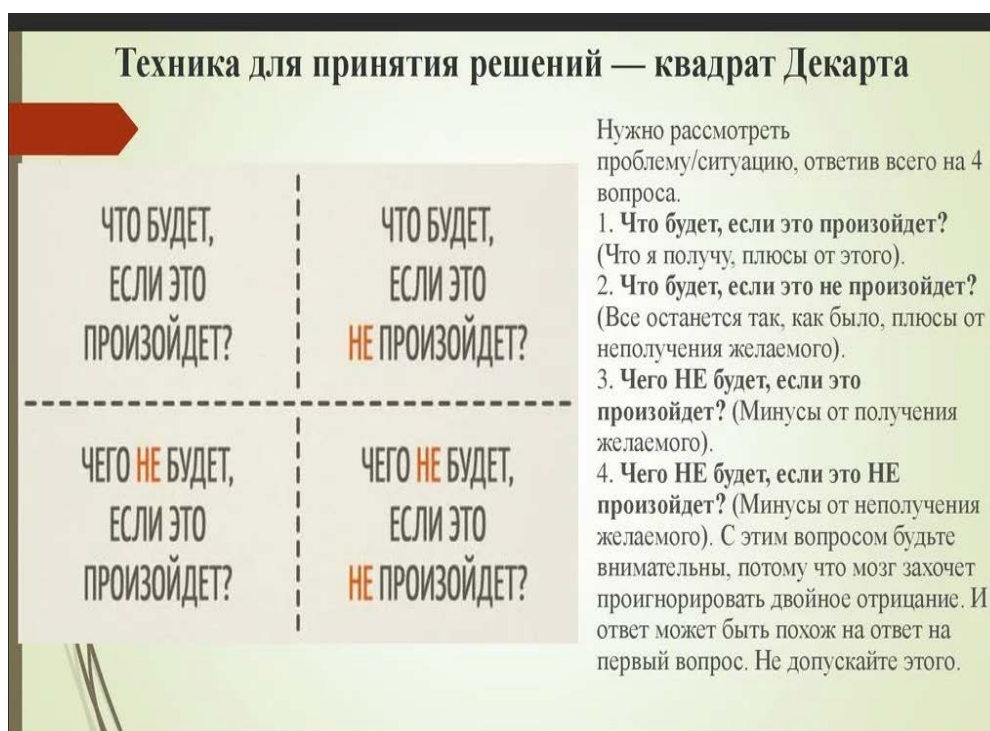 Техника для принятия решений — квадрат Декарта
ЧТО БУДЕТ,
ЕСЛИ ЭТО
ПРОИЗОЙДЕТ?
ЧТО БУДЕТ,
ЕСЛИ ЭТО
НЕ ПРОИЗОЙДЕТ?
ЧЕГО НЕ БУДЕТ,
ЕСЛИ ЭТО
ПРОИЗОЙДЕТ?
ЧЕГО НЕ БУДЕТ,
ЕСЛИ ЭТО
НЕ ПРОИЗОЙДЕТ?
Нужно рассмотреть
проблему/ситуацию, ответив всего на 4
вопроса.
1. Что будет, если это произойдет?
(Что я получу, плюсы от этого).
2. Что будет, если это не произойдет?
(Все останется так, как было, плюсы от
неполучения желаемого).
3. Чего НЕ будет, если это
произойдет? (Минусы от получения
желаемого).
4. Чего НЕ будет, если это НЕ
произойдет? (Минусы от неполучения
желаемого). С этим вопросом будьте
внимательны, потому что мозг захочет
проигнорировать двойное отрицание. И
ответ может быть похож на ответ на
первый вопрос. Не допускайте этого.